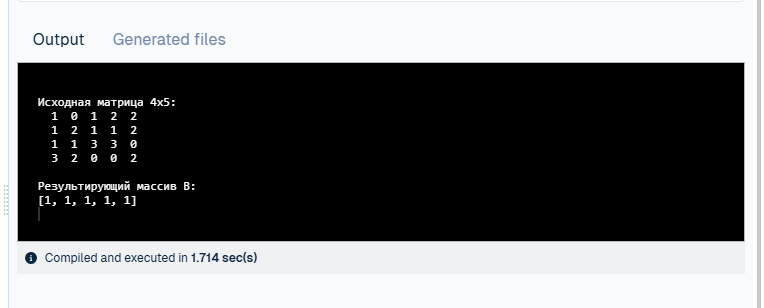 Output Generated files
Исходная матрица 4x5:
1 0 1 2 2
1 2 1 1 2
1 1 3 3 0
3 2 0 0 2
Результирующий массив B:
[1, 1, 1, 1, 1]
Compiled and executed in 1.714 sec(s)